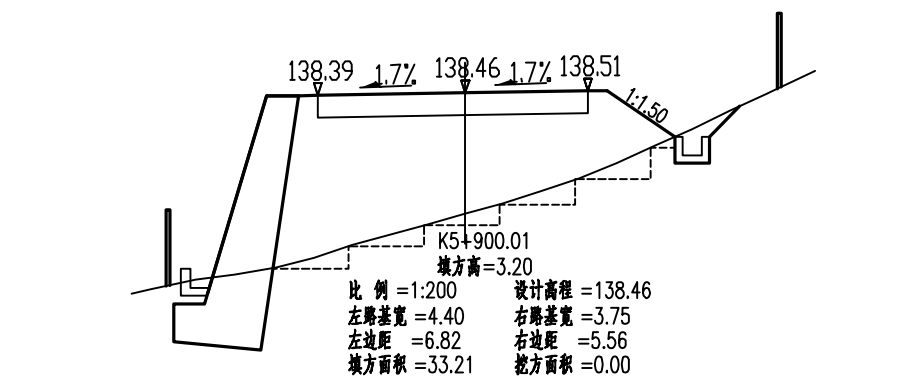 138.39 1.7% 138.46 1.7% 138.51
1:1.50
K5+900.01
填方高=3.20
比 例 =1:200 设计高程 =138.46
左路基宽 =4.40 右路基宽 =3.75
左边距 =6.82 右边距 =5.56
填方面积 =33.21 挖方面积 =0.00